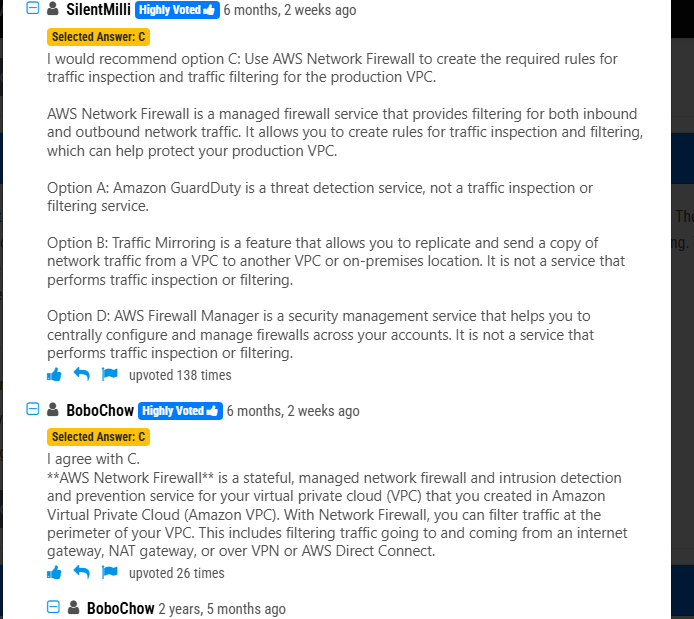 SilentMilli Highly Voted 6 months, 2 weeks ago
Selected Answer: C
I would recommend option C: Use AWS Network Firewall to create the required rules for
traffic inspection and traffic filtering for the production VPC.
AWS Network Firewall is a managed firewall service that provides filtering for both inbound
and outbound network traffic. It allows you to create rules for traffic inspection and filtering,
which can help protect your production VPC.
Option A: Amazon GuardDuty is a threat detection service, not a traffic inspection or
filtering service.
Option B: Traffic Mirroring is a feature that allows you to replicate and send a copy of
network traffic from a VPC to another VPC or on-premises location. It is not a service that
performs traffic inspection or filtering.
Option D: AWS Firewall Manager is a security management service that helps you to
centrally configure and manage firewalls across your accounts. It is not a service that
performs traffic inspection or filtering.
upvoted 138 times
BoboChow Highly Voted 6 months, 2 weeks ago
Selected Answer: C
I agree with C.
**AWS Network Firewall** is a stateful, managed network firewall and intrusion detection
and prevention service for your virtual private cloud (VPC) that you created in Amazon
Virtual Private Cloud (Amazon VPC). With Network Firewall, you can filter traffic at the
perimeter of your VPC. This includes filtering traffic going to and coming from an internet
gateway, NAT gateway, or over VPN or AWS Direct Connect.
upvoted 26 times
BoboChow 2 years, 5 months ago
The
ng.